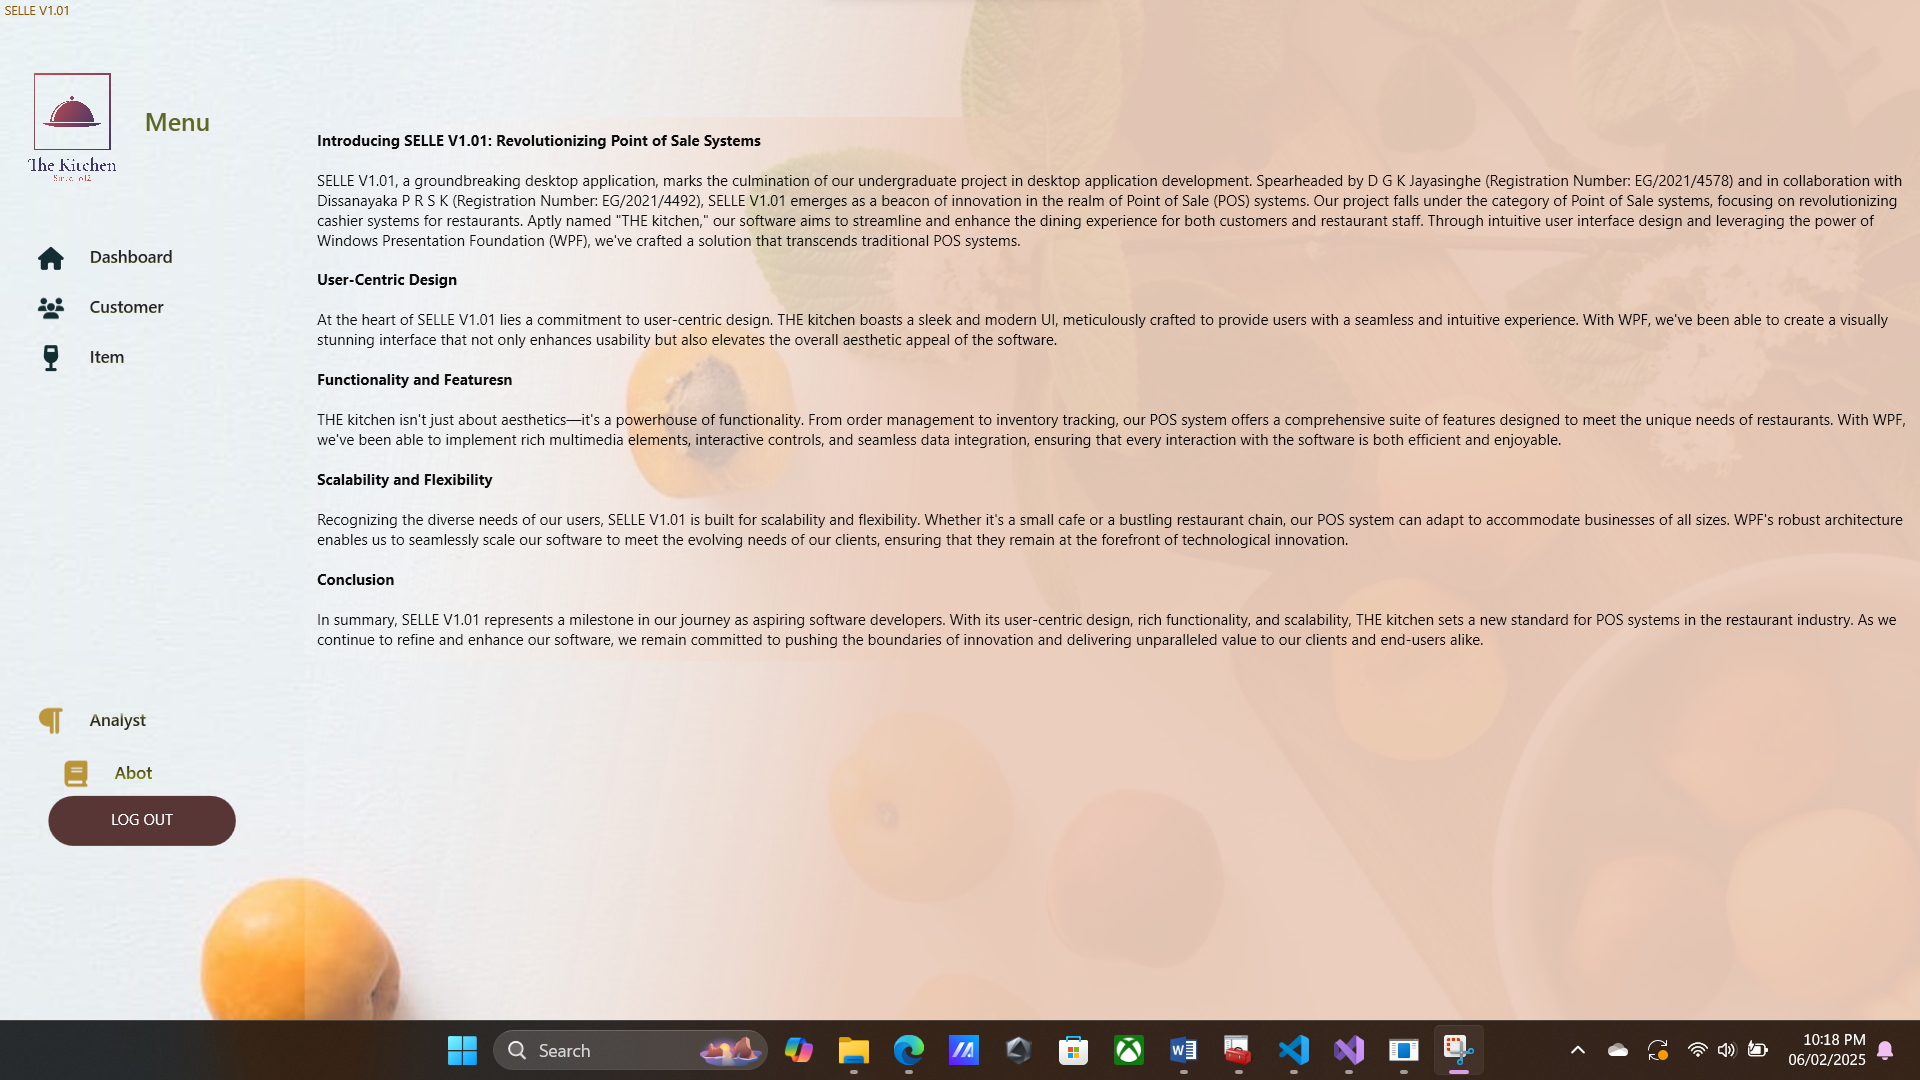 SELLE V1.01
The Kitchen
Menu
Dashboard
Customer
Item
Introducing SELLE V1.01: Revolutionizing Point of Sale Systems
SELLE V1.01, a groundbreaking desktop application, marks the culmination of our undergraduate project in desktop application development. Spearheaded by D G K Jayasinghe (Registration Number: EG/2021/4578) and in collaboration with
Dissanayaka P R S K (Registration Number: EG/2021/4492), SELLE V1.01 emerges as a beacon of innovation in the realm of Point of Sale (POS) systems. Our project falls under the category of Point of Sale systems, focusing on revolutionizing
cashier systems for restaurants. Aptly named "THE kitchen," our software aims to streamline and enhance the dining experience for both customers and restaurant staff. Through intuitive user interface design and leveraging the power of
Windows Presentation Foundation (WPF), we've crafted a solution that transcends traditional POS systems.
User-Centric Design
At the heart of SELLE V1.01 lies a commitment to user-centric design. THE kitchen boasts a sleek and modern UI, meticulously crafted to provide users with a seamless and intuitive experience. With WPF, we've been able to create a visually
stunning interface that not only enhances usability but also elevates the overall aesthetic appeal of the software.
Functionality and Featuresn
THE kitchen isn't just about aesthetics—it's a powerhouse of functionality. From order management to inventory tracking, our POS system offers a comprehensive suite of features designed to meet the unique needs of restaurants. With WPF,
we've been able to implement rich multimedia elements, interactive controls, and seamless data integration, ensuring that every interaction with the software is both efficient and enjoyable.
Scalability and Flexibility
Recognizing the diverse needs of our users, SELLE V1.01 is built for scalability and flexibility. Whether it's a small cafe or a bustling restaurant chain, our POS system can adapt to accommodate businesses of all sizes. WPF's robust architecture
enables us to seamlessly scale our software to meet the evolving needs of our clients, ensuring that they remain at the forefront of technological innovation.
Conclusion
In summary, SELLE V1.01 represents a milestone in our journey as aspiring software developers. With its user-centric design, rich functionality, and scalability, THE kitchen sets a new standard for POS systems in the restaurant industry. As we
continue to refine and enhance our software, we remain committed to pushing the boundaries of innovation and delivering unparalleled value to our clients and end-users alike.
Analyst
Abot
LOG OUT
Search
10:18 PM
06/02/2025